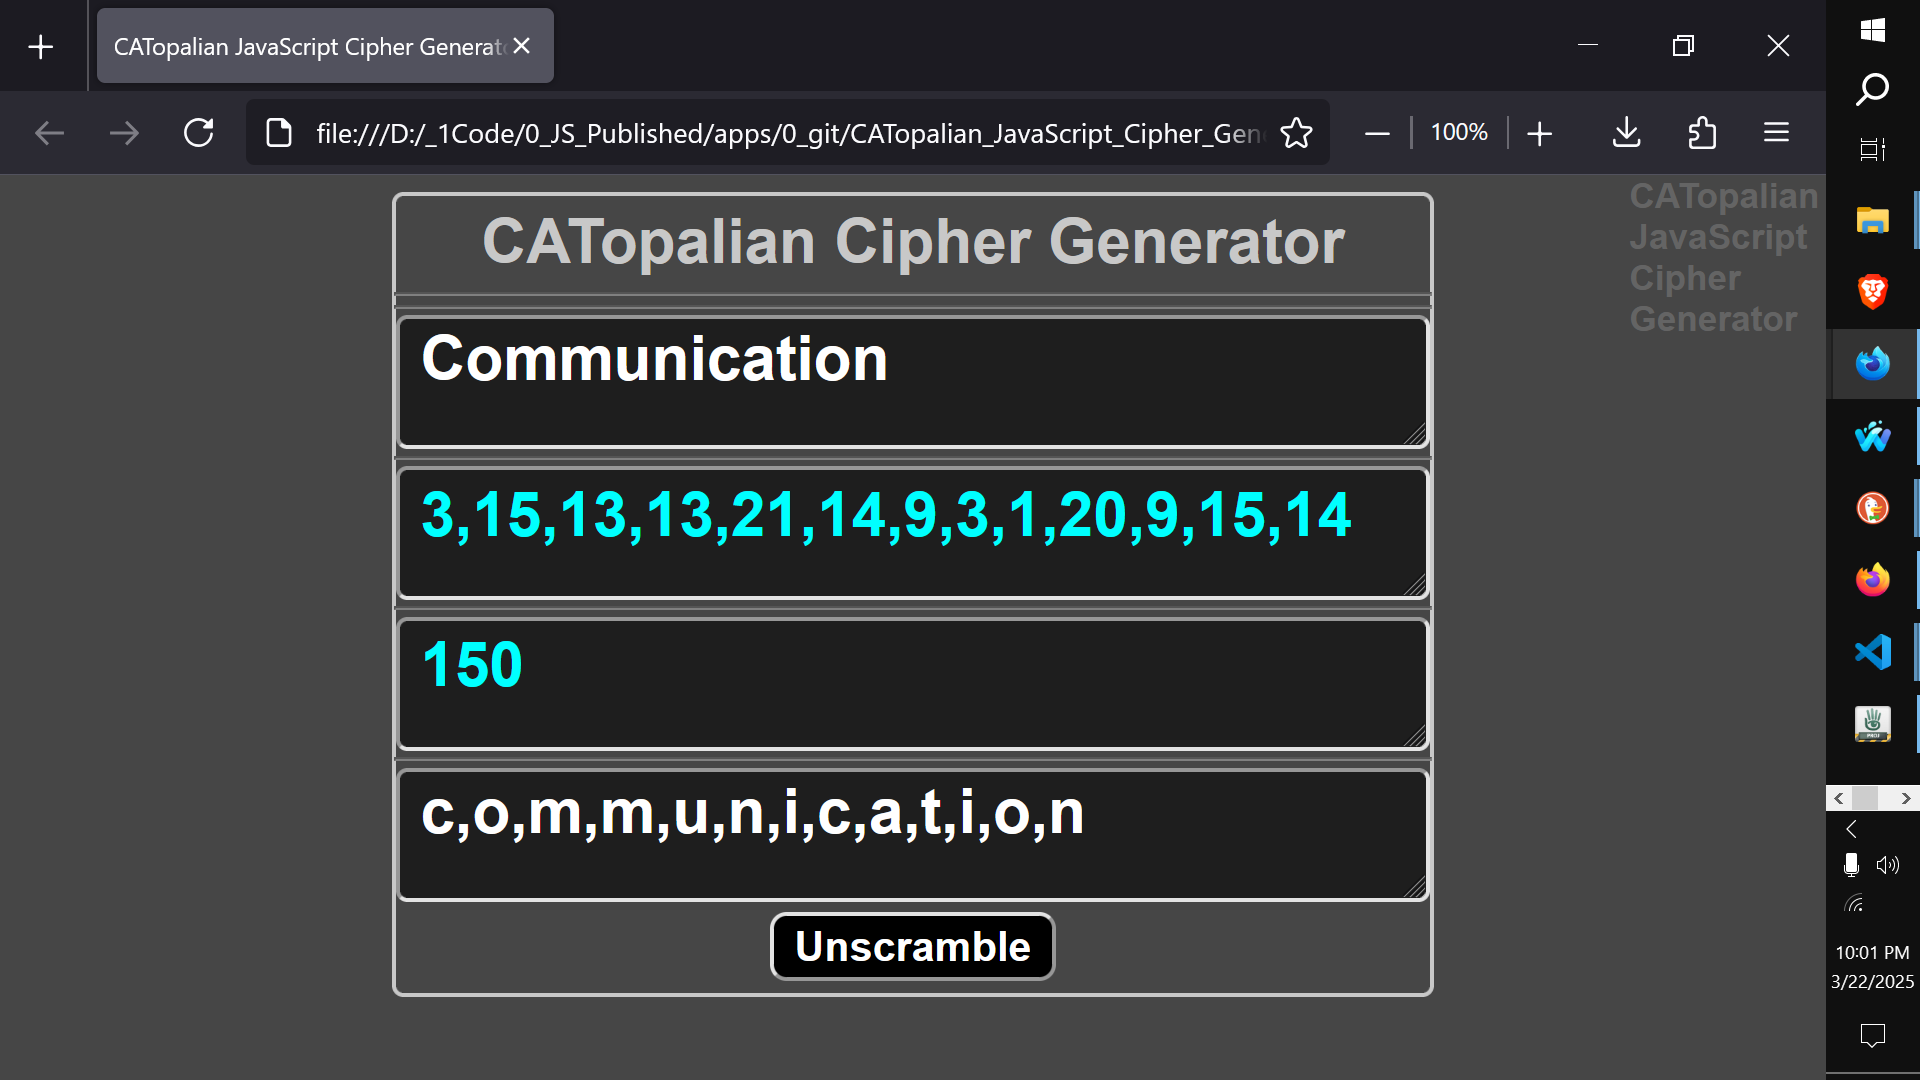 CATopalian JavaScript Cipher Generat
file:///D:/_1Code/0_JS_Published/apps/0_git/CATopalian_JavaScript_Cipher_Gen
100%
CATopalian Cipher Generator
Communication
3,15,13,13,21,14,9,3,1,20,9,15,14
150
c,o,m,m,u,n,i,c,a,t,i,o,n
Unscramble
CATopalian
JavaScript
Cipher
Generator
PROJ
10:01 PM
3/22/2025